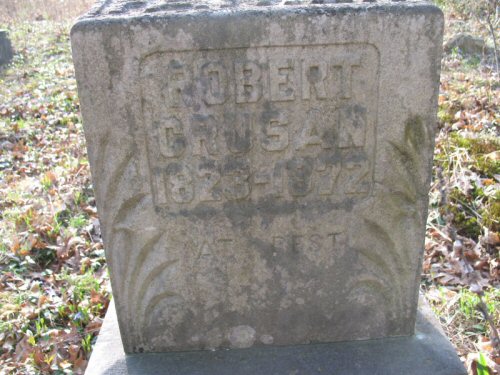 ROBERT
CRUSAN
1823-1872
AT REST